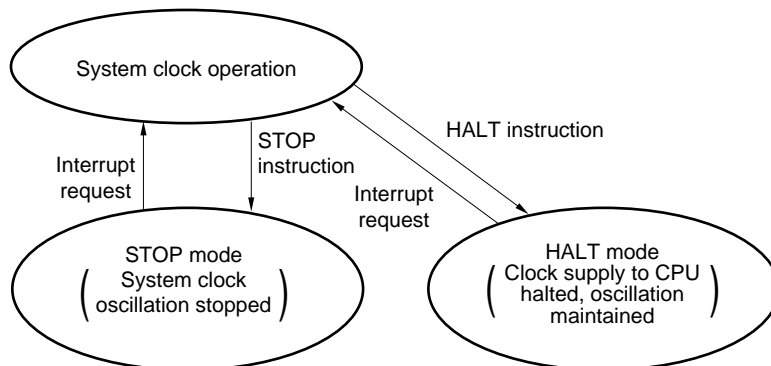 System clock operation
HALT instruction
STOP
instruction
Interrupt
request
Interrupt
request
STOP mode
( System clock
oscillation stopped )
HALT mode
( Clock supply to CPU
halted, oscillation
maintained )